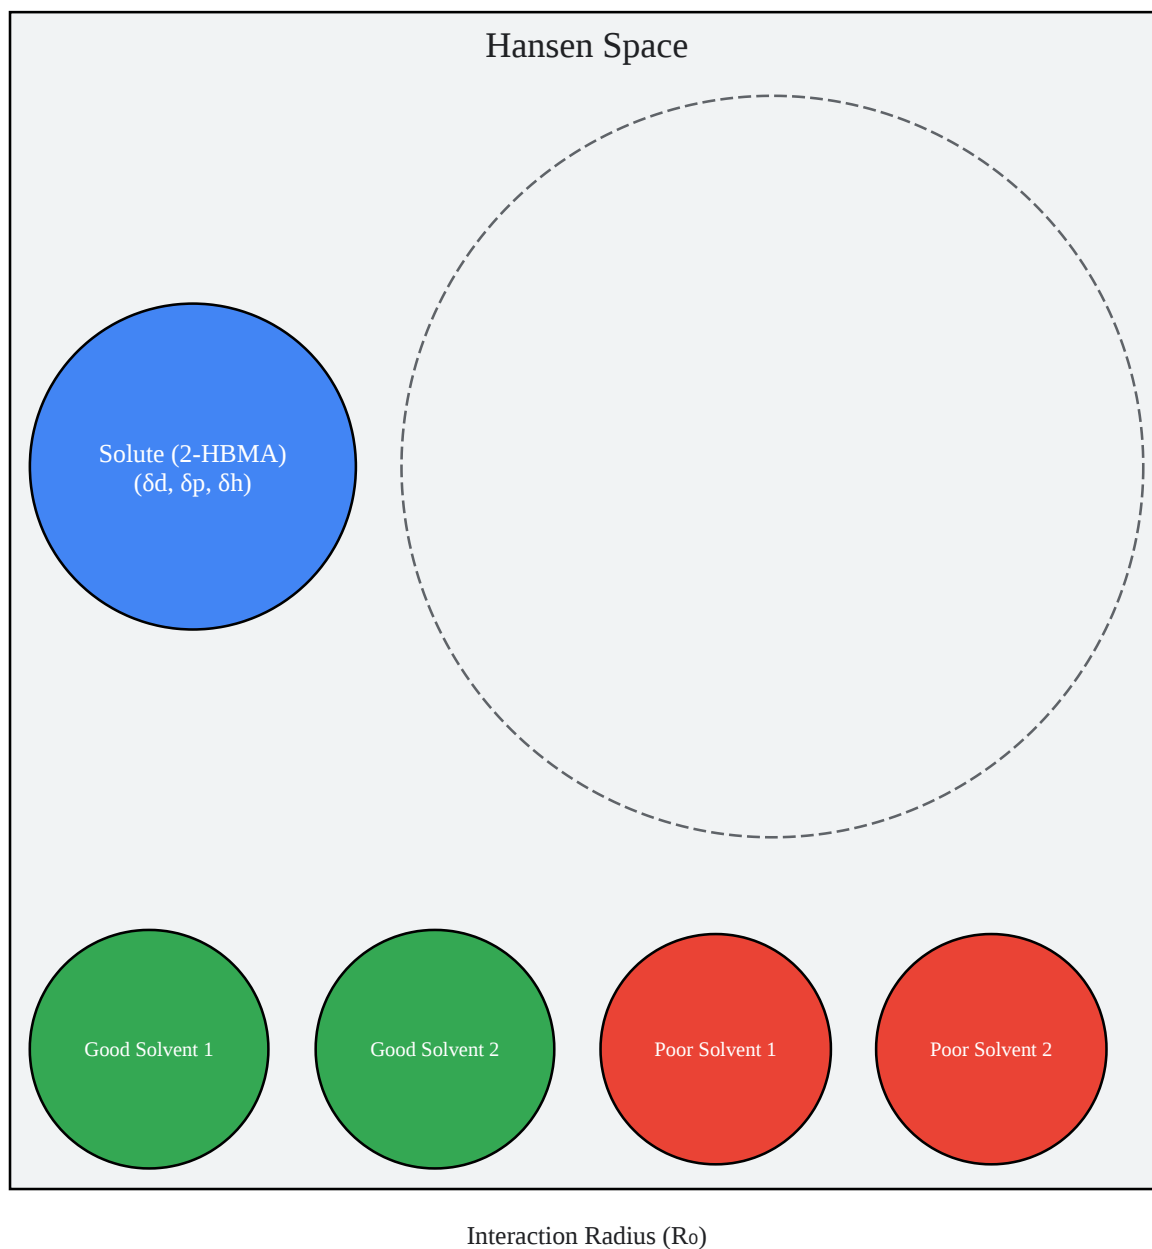 Hansen Space
Solute (2-HBMA)
(δd, δp, δh)
Good Solvent 1
Good Solvent 2
Poor Solvent 1
Poor Solvent 2
Interaction Radius (R₀)